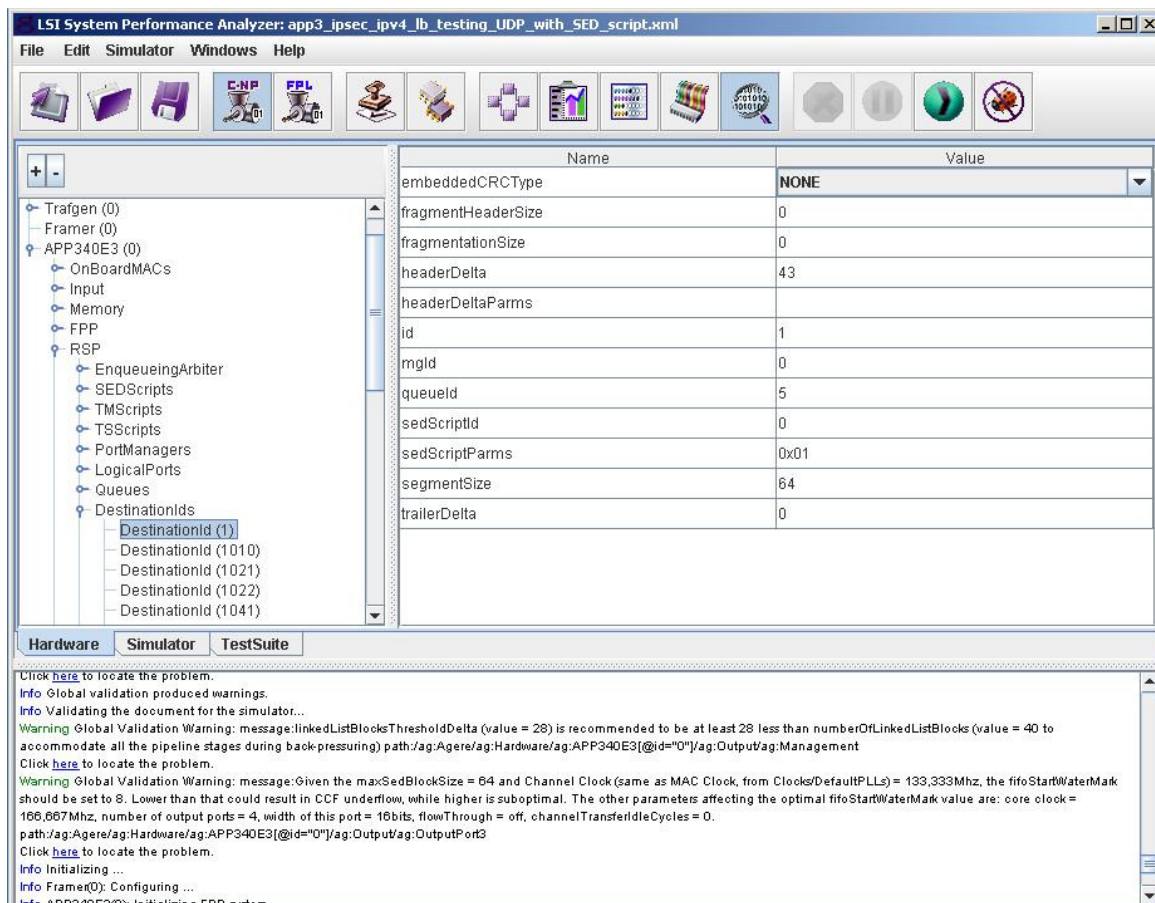 LSI System Performance Analyzer: app3_ipsec_ipv4_lb_testing_UDP_with_SED_script.xml
File Edit Simulator Windows Help
C-NP FPL
+ -
Trafgen (0)
Framer (0)
APP340E3 (0)
OnBoardMACs
Input
Memory
FPP
RSP
EnqueueingArbiter
SEDScripts
TMScripts
TSScripts
PortManagers
LogicalPorts
Queues
DestinationIds
DestinationId (1)
DestinationId (1010)
DestinationId (1021)
DestinationId (1022)
DestinationId (1041)
Name Value
embeddedCRCType NONE
fragmentHeaderSize 0
fragmentationSize 0
headerDelta 43
headerDeltaParms
id 1
mgId 0
queueId 5
sedScriptId 0
sedScriptParms 0x01
segmentSize 64
trailerDelta 0
Hardware Simulator TestSuite
Click here to locate the problem.
Info Global validation produced warnings.
Info Validating the document for the simulator...
Warning Global Validation Warning: message:linkedListBlocksThresholdDelta (value = 28) is recommended to be at least 28 less than numberOfLinkedListBlocks (value = 40 to
accommodate all the pipeline stages during back-pressuring) path:/ag:Agere/ag:Hardware/ag:APP340E3[@id="0"]/ag:Output/ag:Management
Click here to locate the problem.
Warning Global Validation Warning: message:Given the maxSedBlockSize = 64 and Channel Clock (same as MAC Clock, from Clocks/DefaultPLLs) = 133,333Mhz, the fifoStartWaterMark
should be set to 8. Lower than that could result in CCF underflow, while higher is suboptimal. The other parameters affecting the optimal fifoStartWaterMark value are: core clock =
166,667Mhz, number of output ports = 4, width of this port = 16bits, flowThrough = off, channelTransferIdleCycles = 0.
path:/ag:Agere/ag:Hardware/ag:APP340E3[@id="0"]/ag:Output/ag:OutputPort3
Click here to locate the problem.
Info Initializing ...
Info Framer(0): Configuring ...
Info APP340E3(0): Initializing FPP system